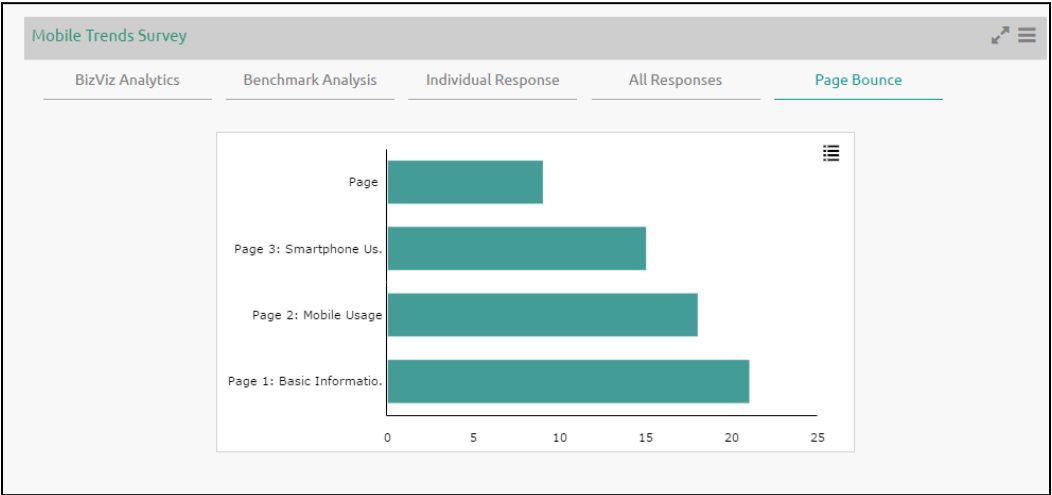 Mobile Trends Survey
BizViz Analytics Benchmark Analysis Individual Response All Responses Page Bounce
Page
Page 3: Smartphone Us.
Page 2: Mobile Usage
Page 1: Basic Informatio.
0 5 10 15 20 25